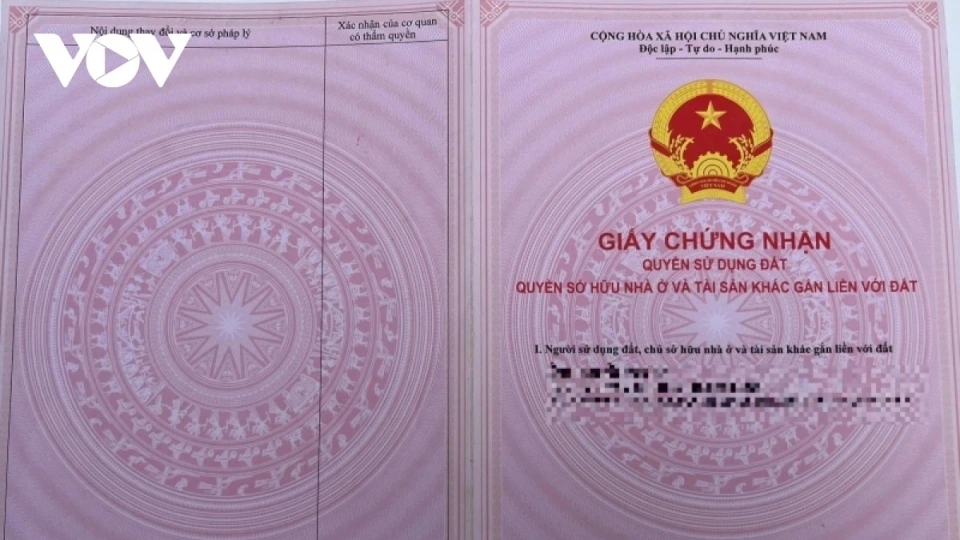 VOV
Nội dung thay đổi và cơ sở pháp lý
Xác nhận của cơ quan
có thẩm quyền
CỘNG HÒA XÃ HỘI CHỦ NGHĨA VIỆT NAM
Độc lập - Tự do - Hạnh phúc
VIỆT NAM
GIẤY CHỨNG NHẬN
QUYỀN SỬ DỤNG ĐẤT
QUYỀN SỞ HỮU NHÀ Ở VÀ TÀI SẢN KHÁC GẮN LIỀN VỚI ĐẤT
I. Người sử dụng đất, chủ sở hữu nhà ở và tài sản khác gắn liền với đất